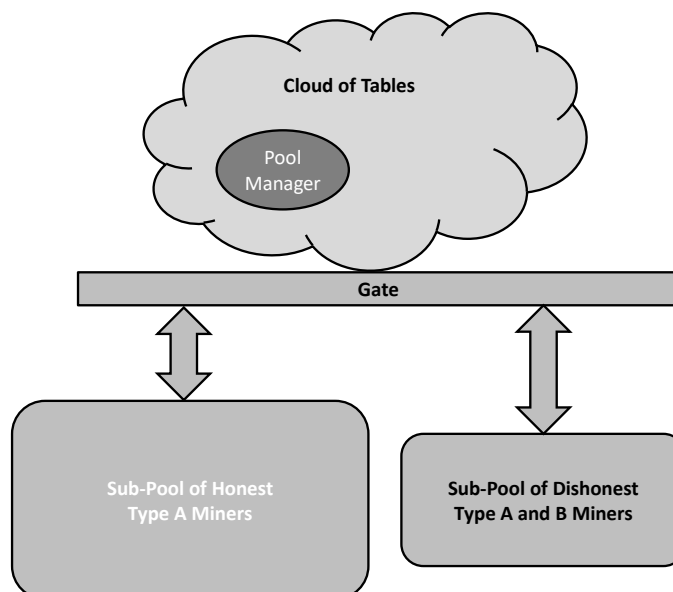 Cloud of Tables
Pool
Manager
Gate
Sub-Pool of Honest
Type A Miners
Sub-Pool of Dishonest
Type A and B Miners